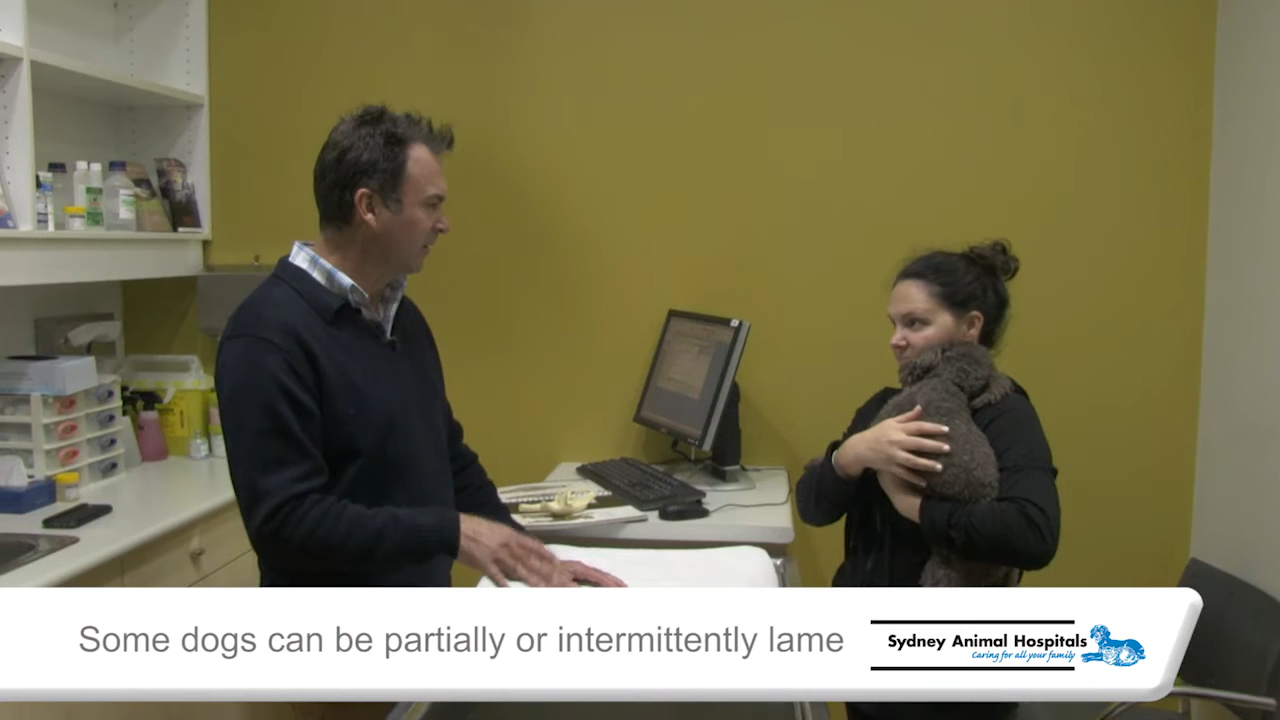 Some dogs can be partially or intermittently lame
Sydney Animal Hospitals
Caring for all your family